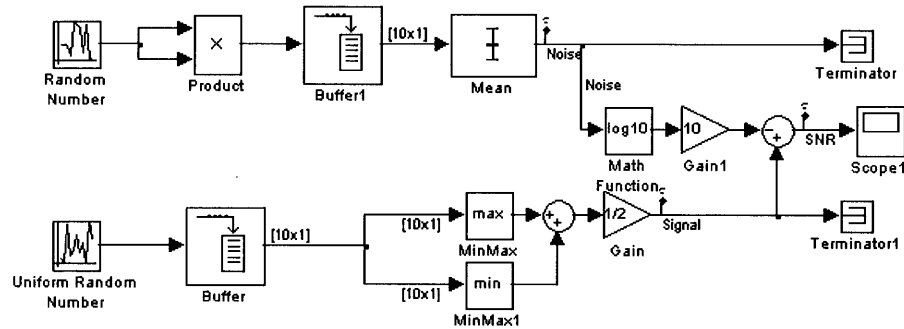 Random
Number
×
Product
[10x1]
Buffer1
Mean
Noise
Noise
Terminator
log10
Math
Function
10
Gain1
-
+
SNR
Scope1
Uniform Random
Number
Buffer
[10x1]
[10x1]
max
MinMax
[10x1]
min
MinMax1
+
+
1/2
Gain
Signal
Terminator1